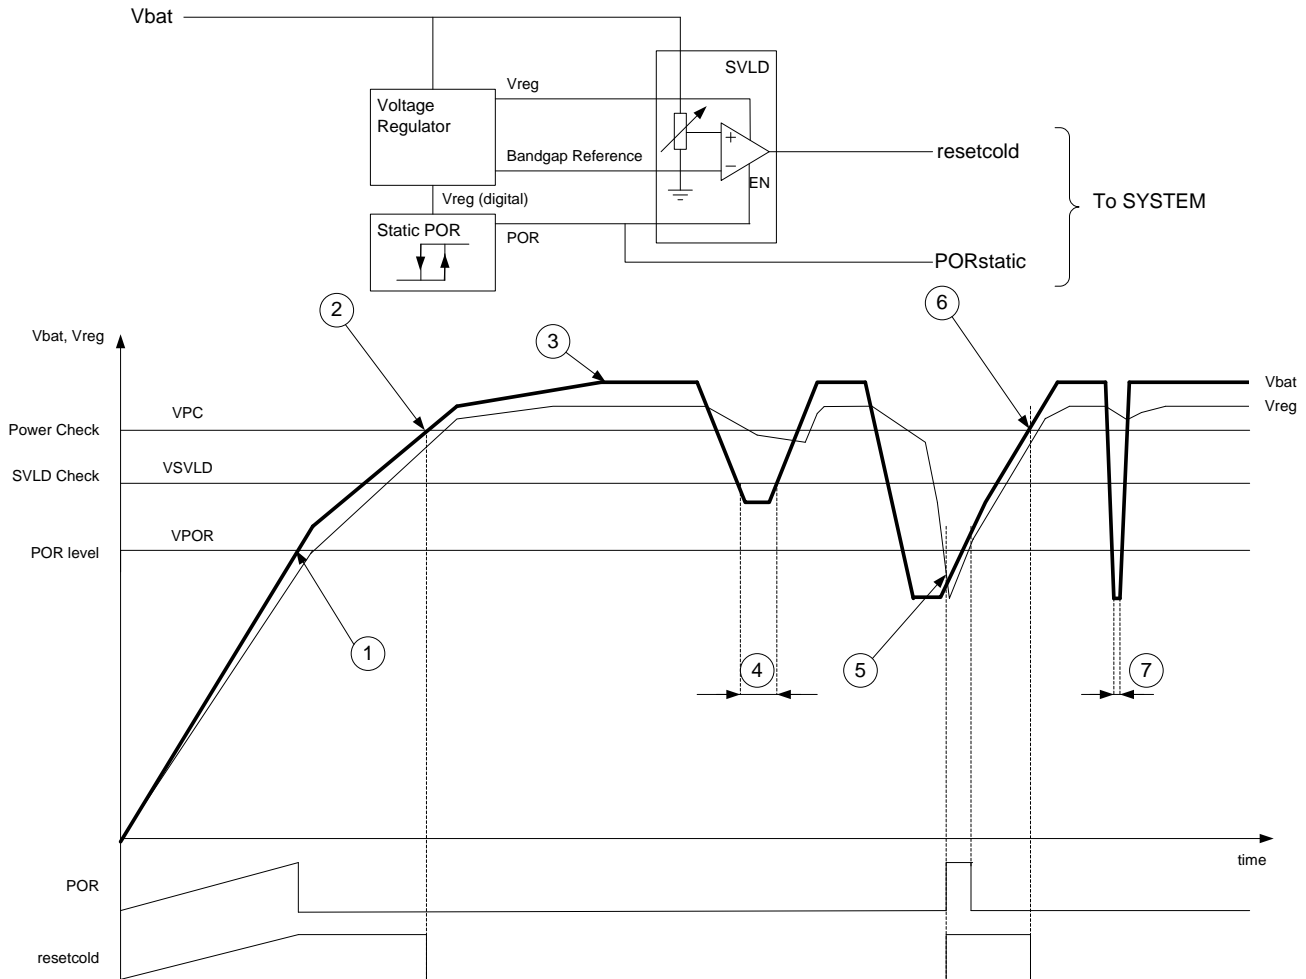 Vbat
SVLD
Vreg
Voltage
Regulator
+
−
Bandgap Reference
EN
resetcold
To SYSTEM
Vreg (digital)
Static POR
POR
PORstatic
2
6
3
Vbat, Vreg
Vbat
Vreg
VPC
Power Check
VSVLD
SVLD Check
VPOR
POR level
1
4
5
7
time
POR
resetcold